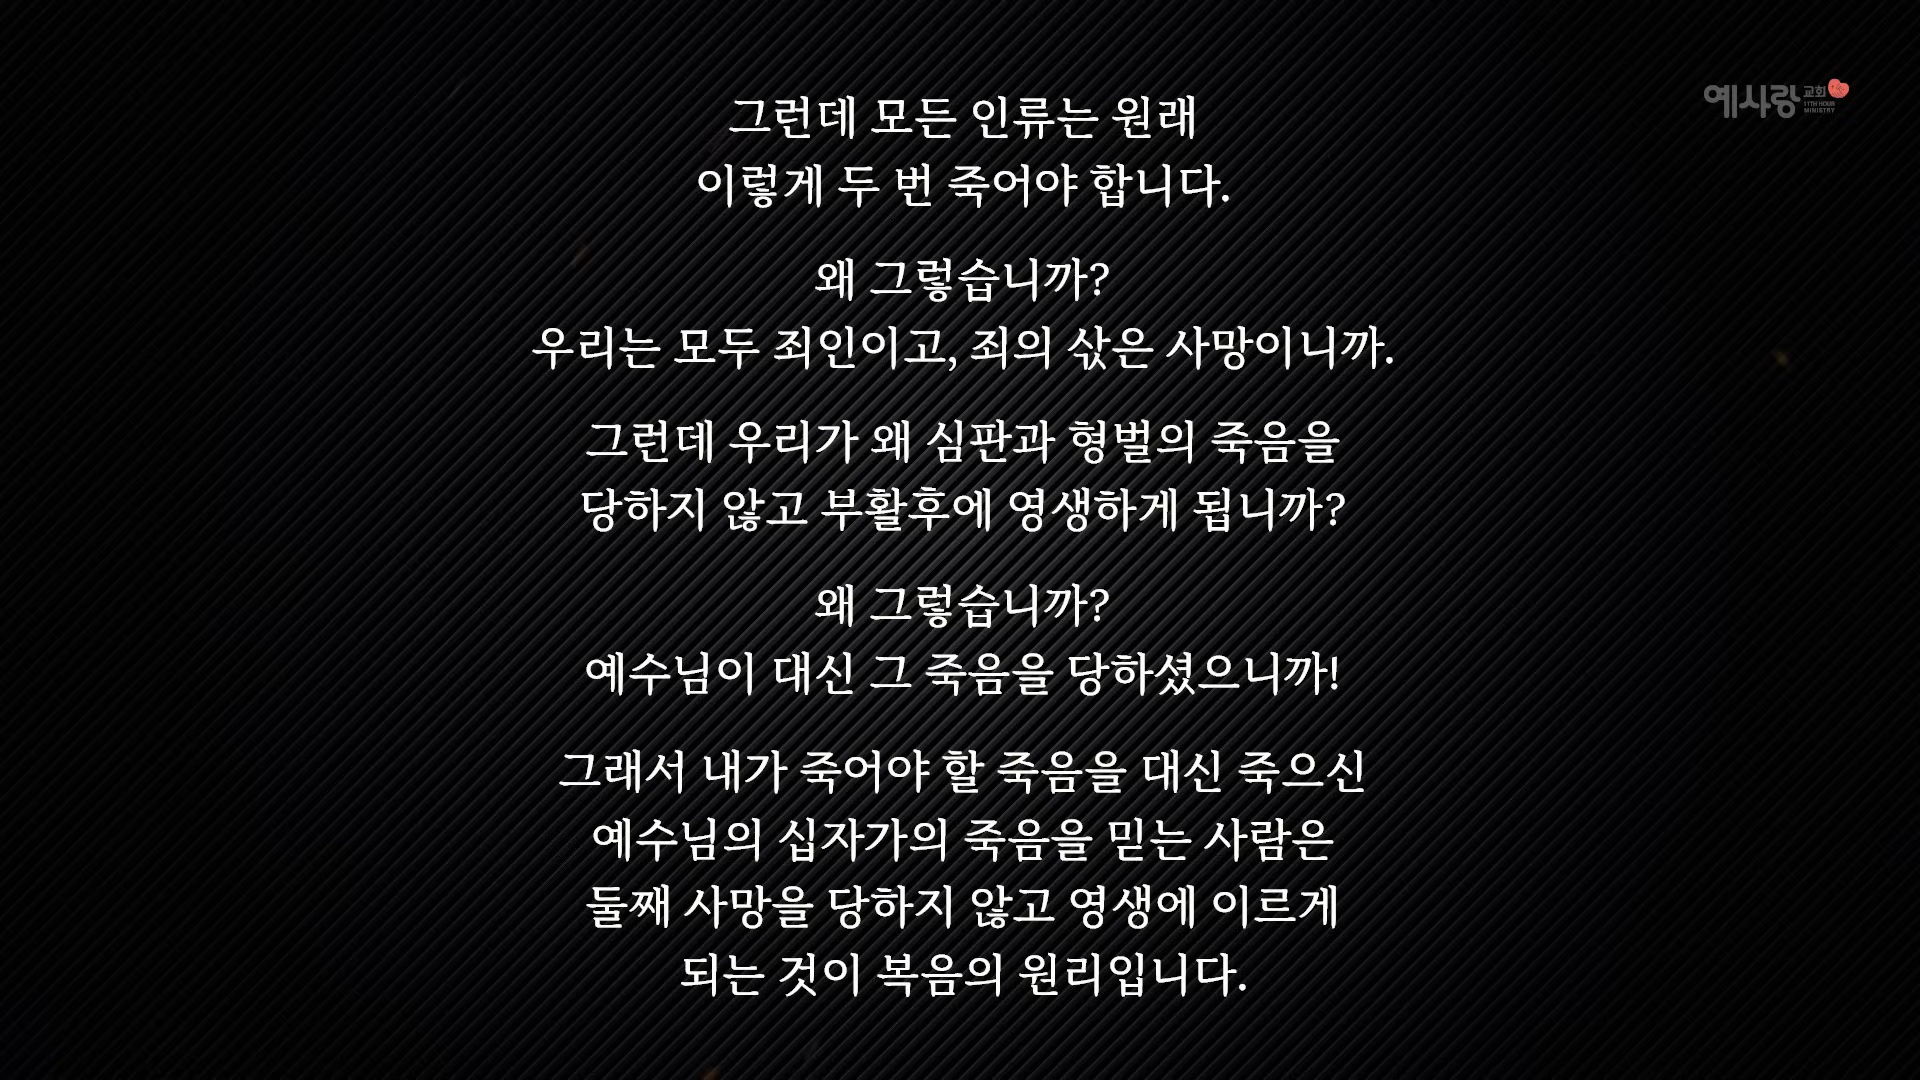 예사랑 교회
11TH HOUR
MINISTRY
그런데 모든 인류는 원래
이렇게 두 번 죽어야 합니다.
왜 그렇습니까?
우리는 모두 죄인이고, 죄의 삯은 사망이니까.
그런데 우리가 왜 심판과 형벌의 죽음을
당하지 않고 부활후에 영생하게 됩니까?
왜 그렇습니까?
예수님이 대신 그 죽음을 당하셨으니까!
그래서 내가 죽어야 할 죽음을 대신 죽으신
예수님의 십자가의 죽음을 믿는 사람은
둘째 사망을 당하지 않고 영생에 이르게
되는 것이 복음의 원리입니다.